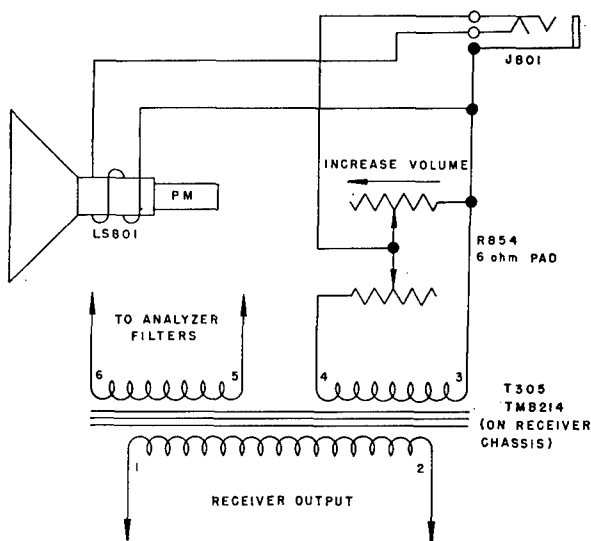 J801
INCREASE VOLUME
PM
LS801
R854
6 ohm PAD
TO ANALYZER
FILTERS
6
5
4
3
T305
TMB214
(ON RECEIVER
CHASSIS)
1
2
RECEIVER OUTPUT